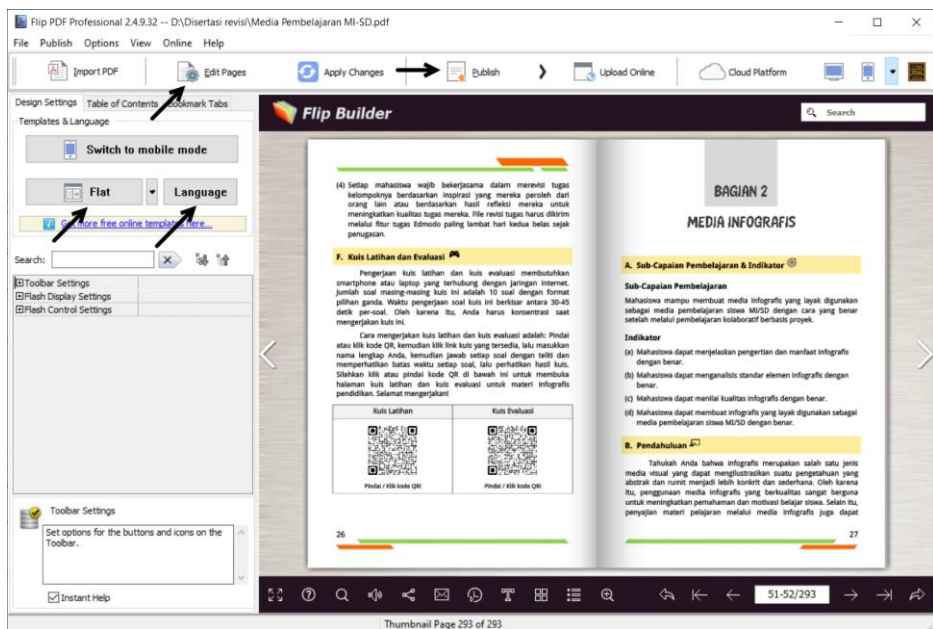 Flip PDF Professional 2.4.9.32 -- D:\Disertasi revisi\Media Pembelajaran MI-SD.pdf
File Publish Options View Online Help
Import PDF Edit Pages Apply Changes Publish Upload Online Cloud Platform
Design Settings Table of Contents Bookmark Tabs
Templates & Language
Switch to mobile mode
Flat Language
Get more free online templates here...
Search:
Toolbar Settings
Flash Display Settings
Flash Control Settings
Toolbar Settings
Set options for the buttons and icons on the
Toolbar.
Instant Help
Flip Builder
Search
(4) Setiap mahasiswa wajib bekerjasama dalam merevisi tugas
kelompoknya berdasarkan inspirasi yang mereka peroleh dari
orang lain atau berdasarkan hasil refleksi mereka untuk
meningkatkan kualitas tugas mereka. File revisi tugas harus dikirim
melalui fitur tugas Edmodo paling lambat hari kedua belas sejak
penugasan.
F. Kuis Latihan dan Evaluasi
Pengerjaan kuis latihan dan kuis evaluasi membutuhkan
smartphone atau laptop yang terhubung dengan jaringan internet.
Jumlah soal masing-masing kuis ini adalah 10 soal dengan format
pilihan ganda. Waktu pengerjaan soal kuis ini berkisar antara 30-45
detik per-soal. Oleh karena itu, Anda harus konsentrasi saat
mengerjakan kuis ini.
Cara mengerjakan kuis latihan dan kuis evaluasi adalah: Pindai
atau klik kode QR, kemudian klik link kuis yang tersedia, lalu masukkan
nama lengkap Anda, kemudian jawab setiap soal dengan teliti dan
memperhatikan batas waktu setiap soal, lalu perhatikan hasil kuis.
Silahkan klik atau pindai kode QR di bawah ini untuk membuka
halaman kuis latihan dan kuis evaluasi untuk materi infografis
pendidikan. Selamat mengerjakan!
Kuis Latihan Kuis Evaluasi
Pindai / Klik kode QR! Pindai / Klik kode QR!
26
BAGIAN 2
MEDIA INFOGRAFIS
A. Sub-Capaian Pembelajaran & Indikator
Sub-Capaian Pembelajaran
Mahasiswa mampu membuat media infografis yang layak digunakan
sebagai media pembelajaran siswa MI/SD dengan cara yang benar
setelah melalui pembelajaran kolaboratif berbasis proyek.
Indikator
(a) Mahasiswa dapat menjelaskan pengertian dan manfaat infografis
dengan benar.
(b) Mahasiswa dapat menganalisis standar elemen infografis dengan
benar.
(c) Mahasiswa dapat menilai kualitas infografis dengan benar.
(d) Mahasiswa dapat membuat infografis yang layak digunakan sebagai
media pembelajaran siswa MI/SD dengan benar.
B. Pendahuluan
Tahukah Anda bahwa infografis merupakan salah satu jenis
media visual yang dapat mengilustrasikan suatu pengetahuan yang
abstrak dan rumit menjadi lebih konkrit dan sederhana. Oleh karena
itu, penggunaan media infografis yang berkualitas sangat berguna
untuk meningkatkan pemahaman dan motivasi belajar siswa. Selain itu,
penyajian materi pelajaran melalui media infografis juga dapat
27
51-52/293
Thumbnail Page 293 of 293